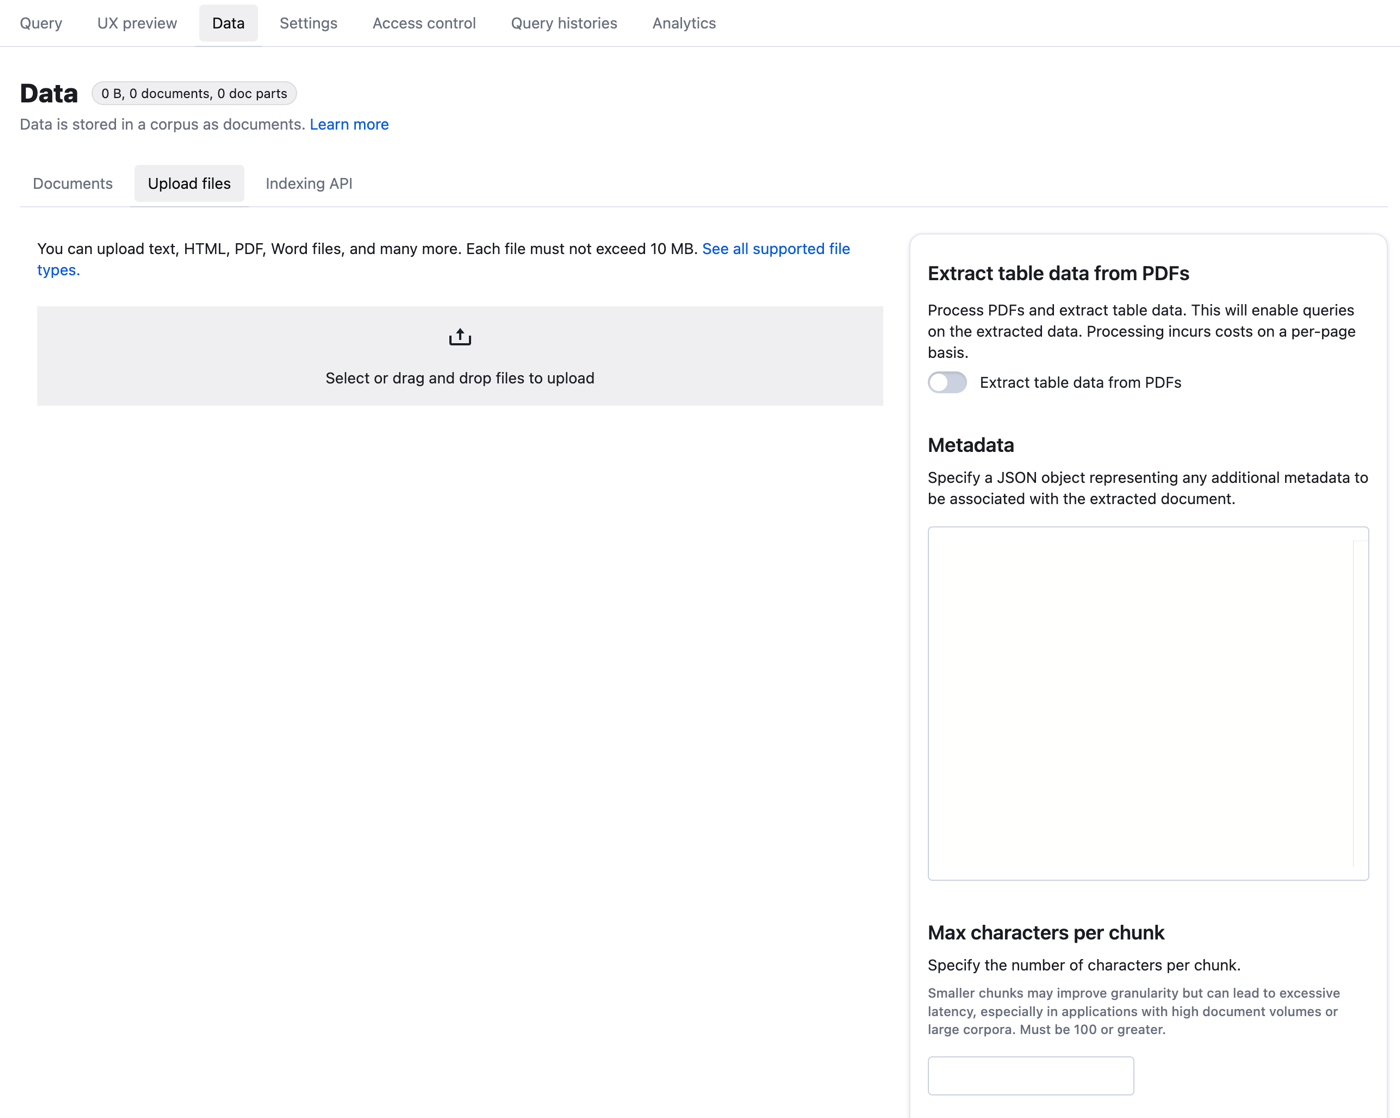 Query UX preview Data Settings Access control Query histories Analytics
Data 0 B, 0 documents, 0 doc parts
Data is stored in a corpus as documents. Learn more
Documents Upload files Indexing API
You can upload text, HTML, PDF, Word files, and many more. Each file must not exceed 10 MB. See all supported file
types.
Select or drag and drop files to upload
Extract table data from PDFs
Process PDFs and extract table data. This will enable queries
on the extracted data. Processing incurs costs on a per-page
basis.
Extract table data from PDFs
Metadata
Specify a JSON object representing any additional metadata to
be associated with the extracted document.
Max characters per chunk
Specify the number of characters per chunk.
Smaller chunks may improve granularity but can lead to excessive
latency, especially in applications with high document volumes or
large corpora. Must be 100 or greater.